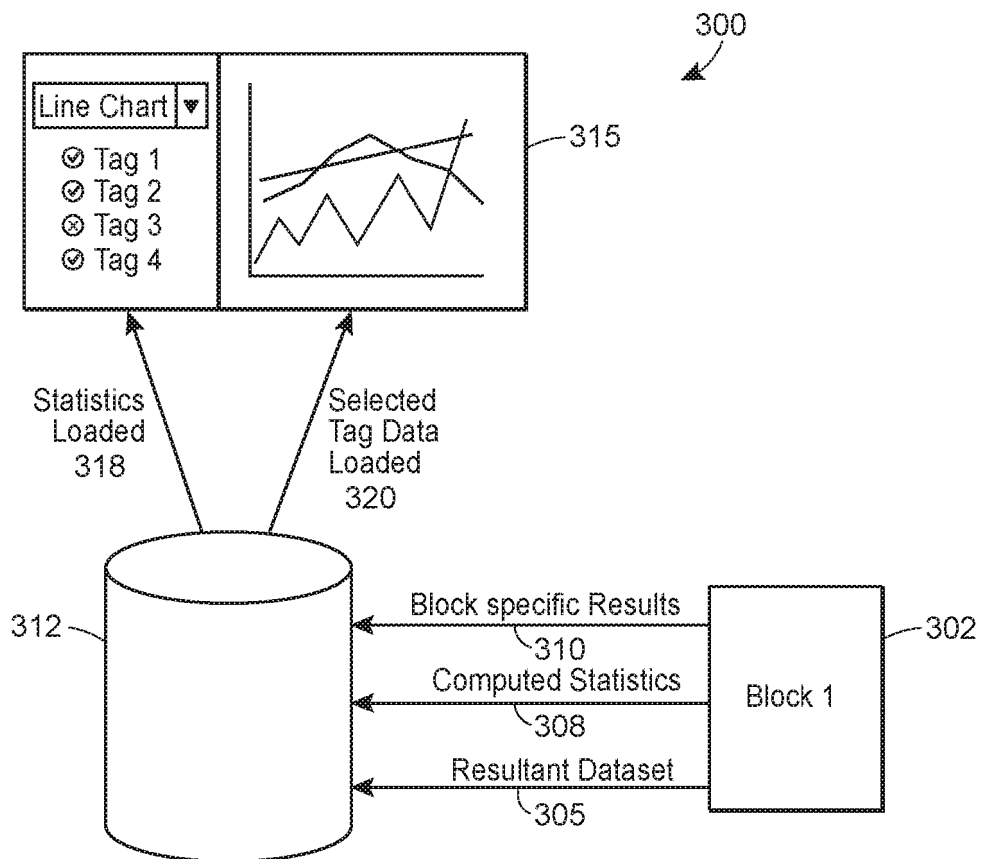 300
Line Chart
315
Tag 1
Tag 2
Tag 3
Tag 4
Statistics
Loaded
318
Selected
Tag Data
Loaded
320
312
Block specific Results
310
302
Computed Statistics
308
Block 1
Resultant Dataset
305